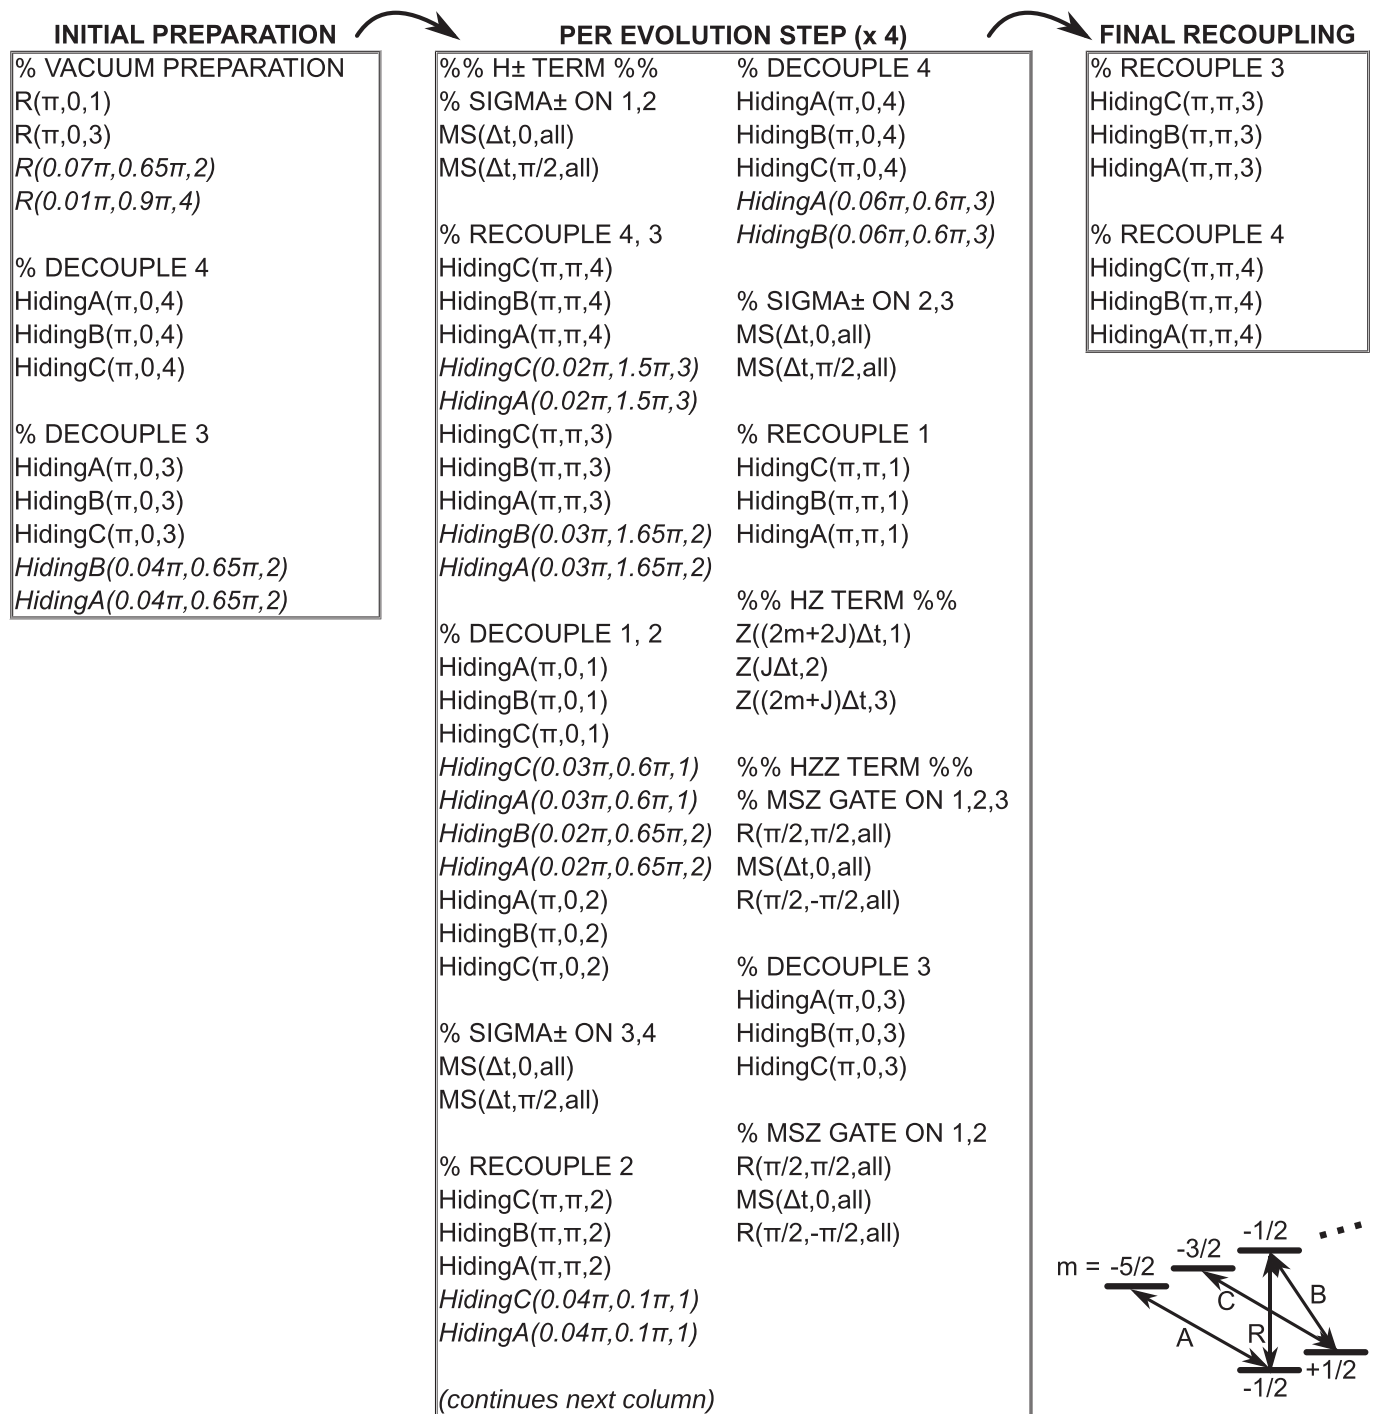 INITIAL PREPARATION
% VACUUM PREPARATION
R(π,0,1)
R(π,0,3)
R(0.07π,0.65π,2)
R(0.01π,0.9π,4)
% DECOUPLE 4
HidingA(π,0,4)
HidingB(π,0,4)
HidingC(π,0,4)
% DECOUPLE 3
HidingA(π,0,3)
HidingB(π,0,3)
HidingC(π,0,3)
HidingB(0.04π,0.65π,2)
HidingA(0.04π,0.65π,2)
PER EVOLUTION STEP (x 4)
%% H± TERM %%
% SIGMA± ON 1,2
MS(Δt,0,all)
MS(Δt,π/2,all)
% RECOUPLE 4, 3
HidingC(π,π,4)
HidingB(π,π,4)
HidingA(π,π,4)
HidingC(0.02π,1.5π,3)
HidingA(0.02π,1.5π,3)
HidingC(π,π,3)
HidingB(π,π,3)
HidingA(π,π,3)
HidingB(0.03π,1.65π,2)
HidingA(0.03π,1.65π,2)
% DECOUPLE 1, 2
HidingA(π,0,1)
HidingB(π,0,1)
HidingC(π,0,1)
HidingC(0.03π,0.6π,1)
HidingA(0.03π,0.6π,1)
HidingB(0.02π,0.65π,2)
HidingA(0.02π,0.65π,2)
HidingA(π,0,2)
HidingB(π,0,2)
HidingC(π,0,2)
% SIGMA± ON 3,4
MS(Δt,0,all)
MS(Δt,π/2,all)
% RECOUPLE 2
HidingC(π,π,2)
HidingB(π,π,2)
HidingA(π,π,2)
HidingC(0.04π,0.1π,1)
HidingA(0.04π,0.1π,1)
(continues next column)
% DECOUPLE 4
HidingA(π,0,4)
HidingB(π,0,4)
HidingC(π,0,4)
HidingA(0.06π,0.6π,3)
HidingB(0.06π,0.6π,3)
% SIGMA± ON 2,3
MS(Δt,0,all)
MS(Δt,π/2,all)
% RECOUPLE 1
HidingC(π,π,1)
HidingB(π,π,1)
HidingA(π,π,1)
%% HZ TERM %%
Z((2m+2J)Δt,1)
Z(JΔt,2)
Z((2m+J)Δt,3)
%% HZZ TERM %%
% MSZ GATE ON 1,2,3
R(π/2,π/2,all)
MS(Δt,0,all)
R(π/2,-π/2,all)
% DECOUPLE 3
HidingA(π,0,3)
HidingB(π,0,3)
HidingC(π,0,3)
% MSZ GATE ON 1,2
R(π/2,π/2,all)
MS(Δt,0,all)
R(π/2,-π/2,all)
FINAL RECOUPLING
% RECOUPLE 3
HidingC(π,π,3)
HidingB(π,π,3)
HidingA(π,π,3)
% RECOUPLE 4
HidingC(π,π,4)
HidingB(π,π,4)
HidingA(π,π,4)
m = -5/2
-3/2
-1/2
A
C
R
B
-1/2
+1/2